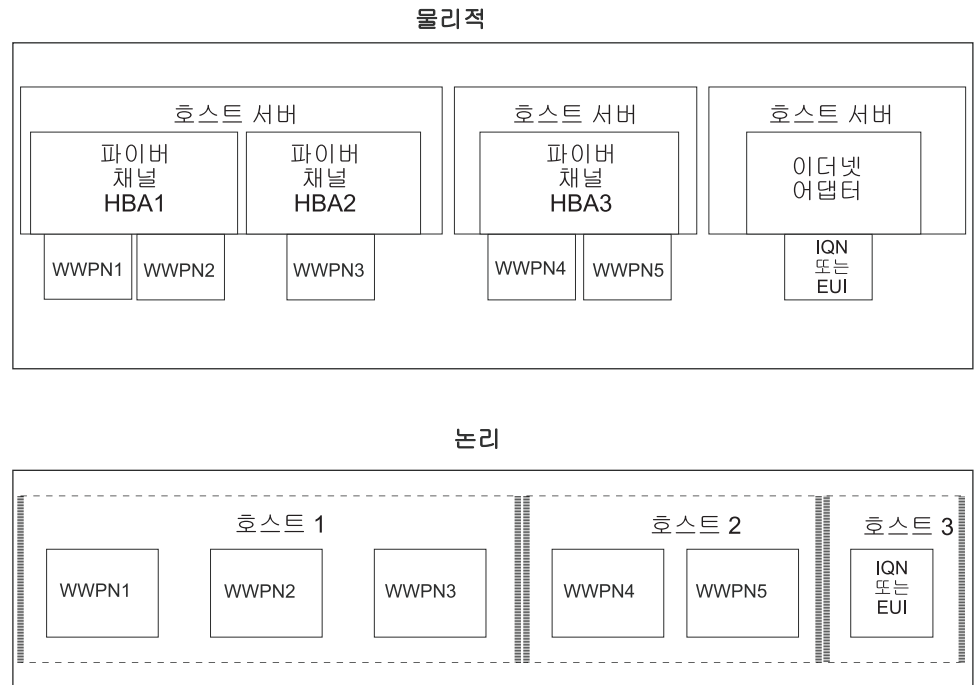 물리적
호스트 서버
호스트 서버
호스트 서버
파이버
채널
HBA1
파이버
채널
HBA2
파이버
채널
HBA3
이더넷
어댑터
WWPN1
WWPN2
WWPN3
WWPN4
WWPN5
IQN
또는
EUI
논리
호스트 1
호스트 2
호스트 3
WWPN1
WWPN2
WWPN3
WWPN4
WWPN5
IQN
또는
EUI